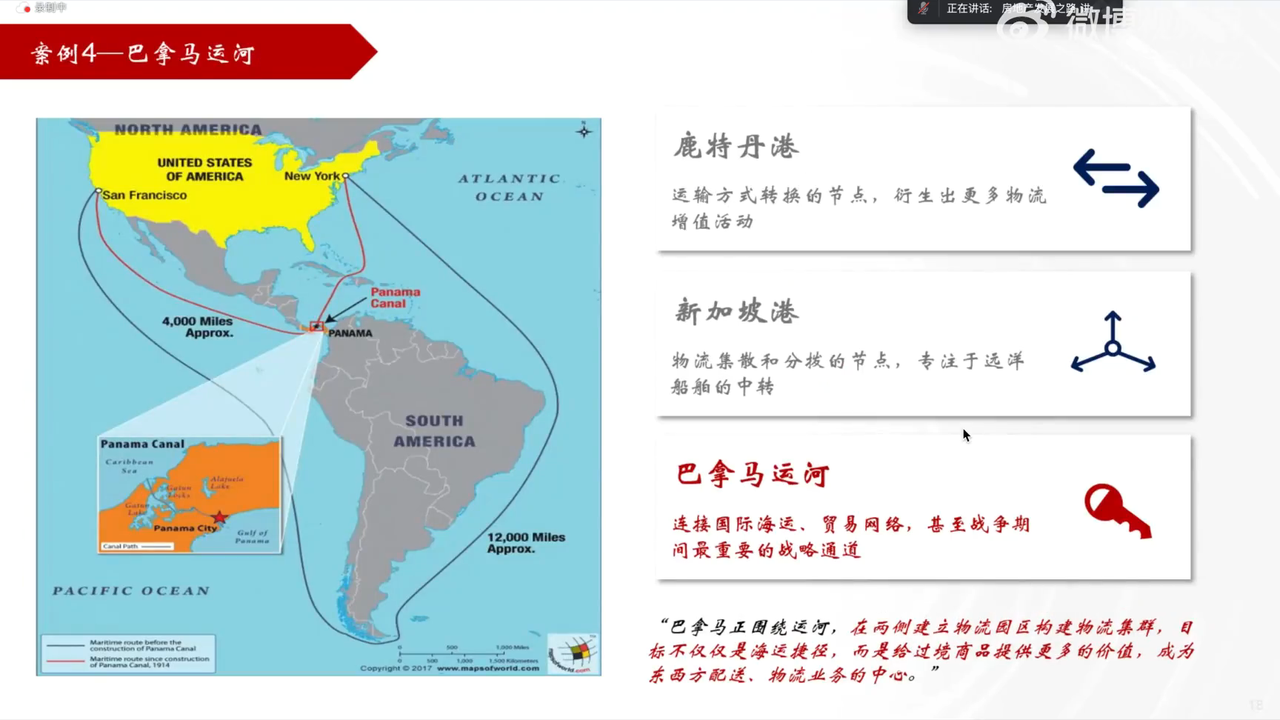 录制中
正在讲话: 房地产发展之路 讲
微博
案例4—巴拿马运河
NORTH AMERICA
UNITED STATES
OF AMERICA
New York
San Francisco
ATLANTIC
OCEAN
Panama
Canal
4,000 Miles
Approx.
PANAMA
SOUTH
AMERICA
Panama Canal
Caribbean
Sea
Gatun
Locks
Alajuela
Lake
Gatun
Lake
Panama City
Gulf of
Panama
Canal Path
12,000 Miles
Approx.
PACIFIC OCEAN
Maritime route before the
construction of Panama Canal
Maritime route since construction
of Panama Canal, 1914
0 500 1,000 Miles
0 500 1,000 1,500 Kilometres
Copyright © 2017 www.mapsofworld.com
鹿特丹港
运输方式转换的节点，衍生出更多物流
增值活动
新加坡港
物流集散和分拨的节点，专注于远洋
船舶的中转
巴拿马运河
连接国际海运、贸易网络，甚至战争期
间最重要的战略通道
“巴拿马正围绕运河，在两侧建立物流园区构建物流集群，目
标不仅仅是海运捷径，而是给过境商品提供更多的价值，成为
东西方配送、物流业务的中心。”
18